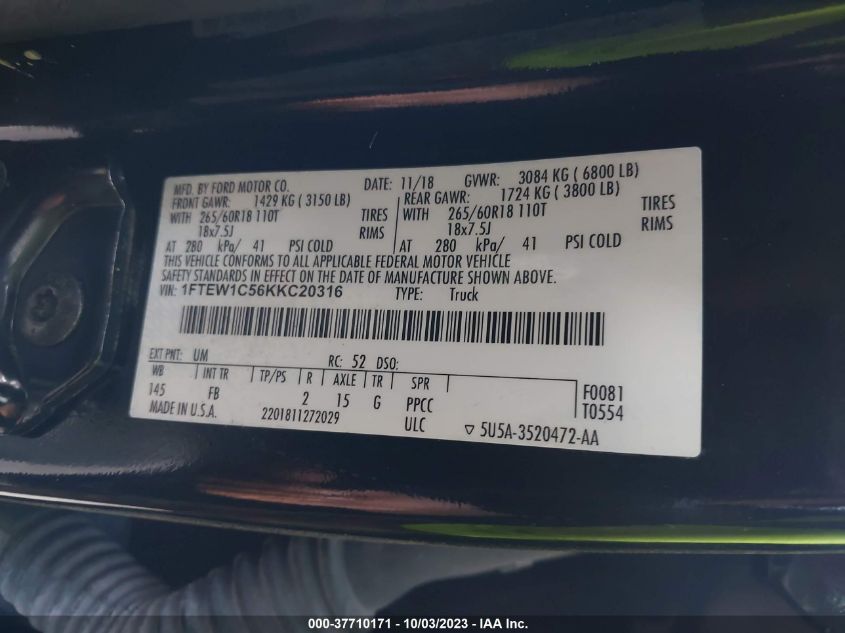 MFD. BY FORD MOTOR CO. DATE: 11/18 GVWR: 3084 KG ( 6800 LB)
FRONT GAWR: 1429 KG ( 3150 LB) REAR GAWR: 1724 KG ( 3800 LB)
WITH 265/60R18 110T TIRES WITH 265/60R18 110T TIRES
18x7.5J RIMS 18x7.5J RIMS
AT 280 kPa/ 41 PSI COLD AT 280 kPa/ 41 PSI COLD
THIS VEHICLE CONFORMS TO ALL APPLICABLE FEDERAL MOTOR VEHICLE
SAFETY STANDARDS IN EFFECT ON THE DATE OF MANUFACTURE SHOWN ABOVE.
VIN: 1FTEW1C56KKC20316 TYPE: Truck
EXT PNT: UM RC: 52 DSO:
WB INT TR TP/PS R AXLE TR SPR
145 FB 2 15 G PPCC
F0081
T0554
MADE IN U.S.A. 2201811272029 ULC ▽ 5U5A-3520472-AA
000-37710171 - 10/03/2023 - IAA Inc.